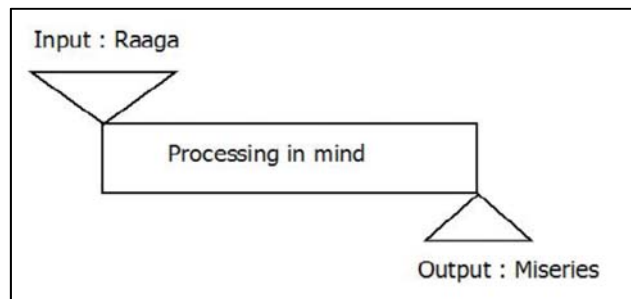 Input : Raaga
Processing in mind
Output : Miseries